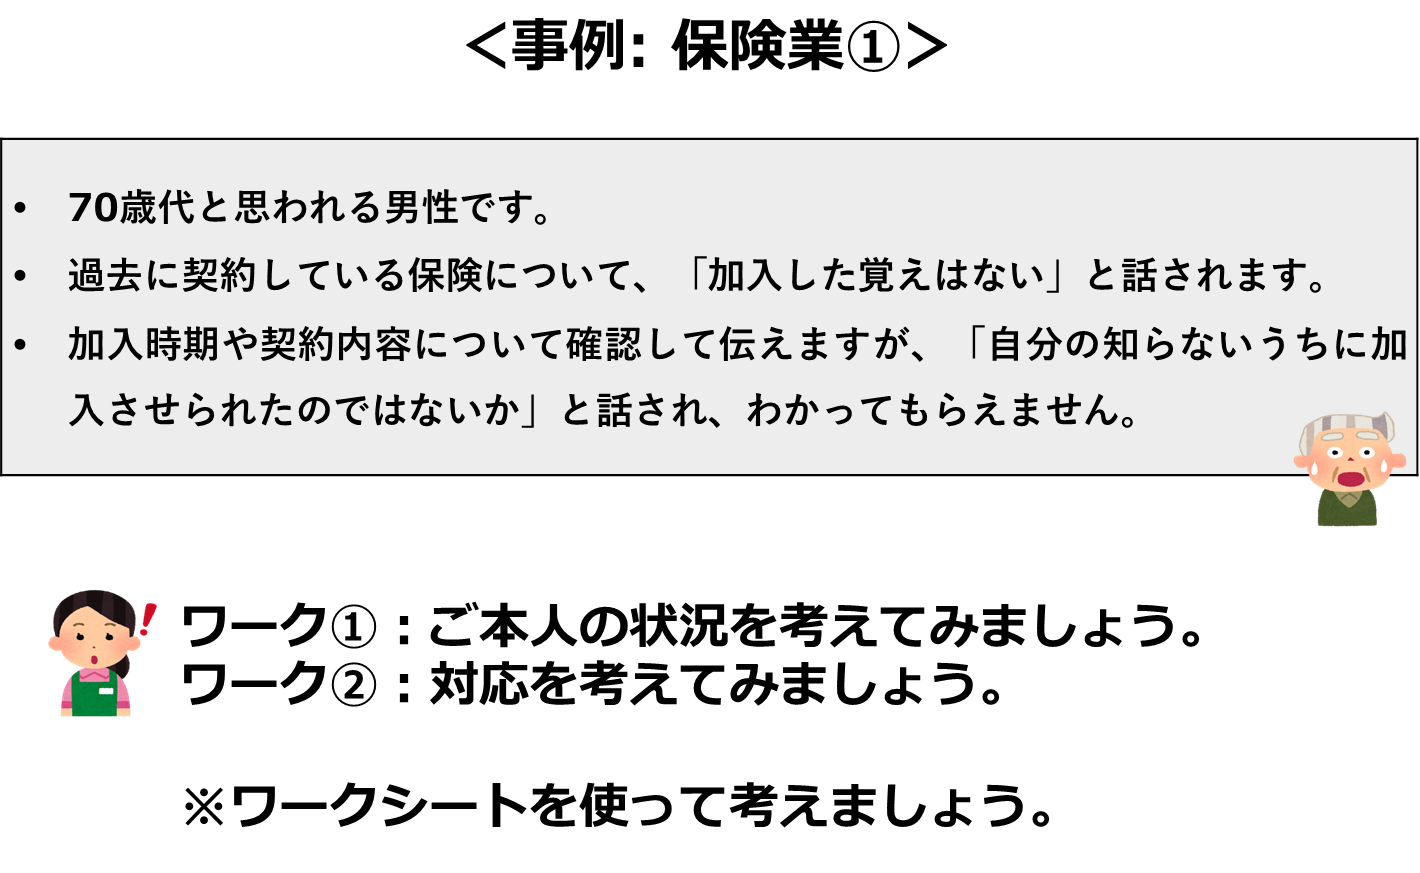 ＜事例: 保険業①＞
• 70歳代と思われる男性です。
• 過去に契約している保険について、「加入した覚えはない」と話されます。
• 加入時期や契約内容について確認して伝えますが、「自分の知らないうちに加
入させられたのではないか」と話され、わかってもらえません。
ワーク①：ご本人の状況を考えてみましょう。
ワーク②：対応を考えてみましょう。
※ワークシートを使って考えましょう。